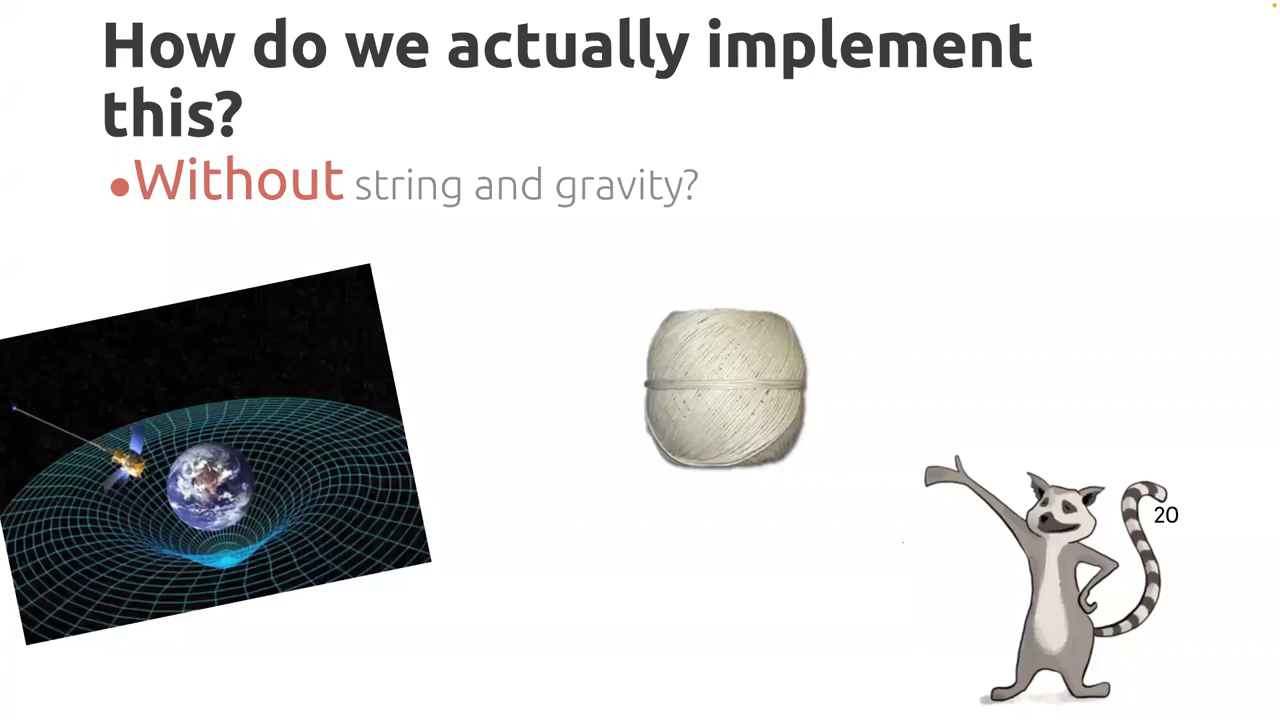 How do we actually implement
this?
•Without string and gravity?
20